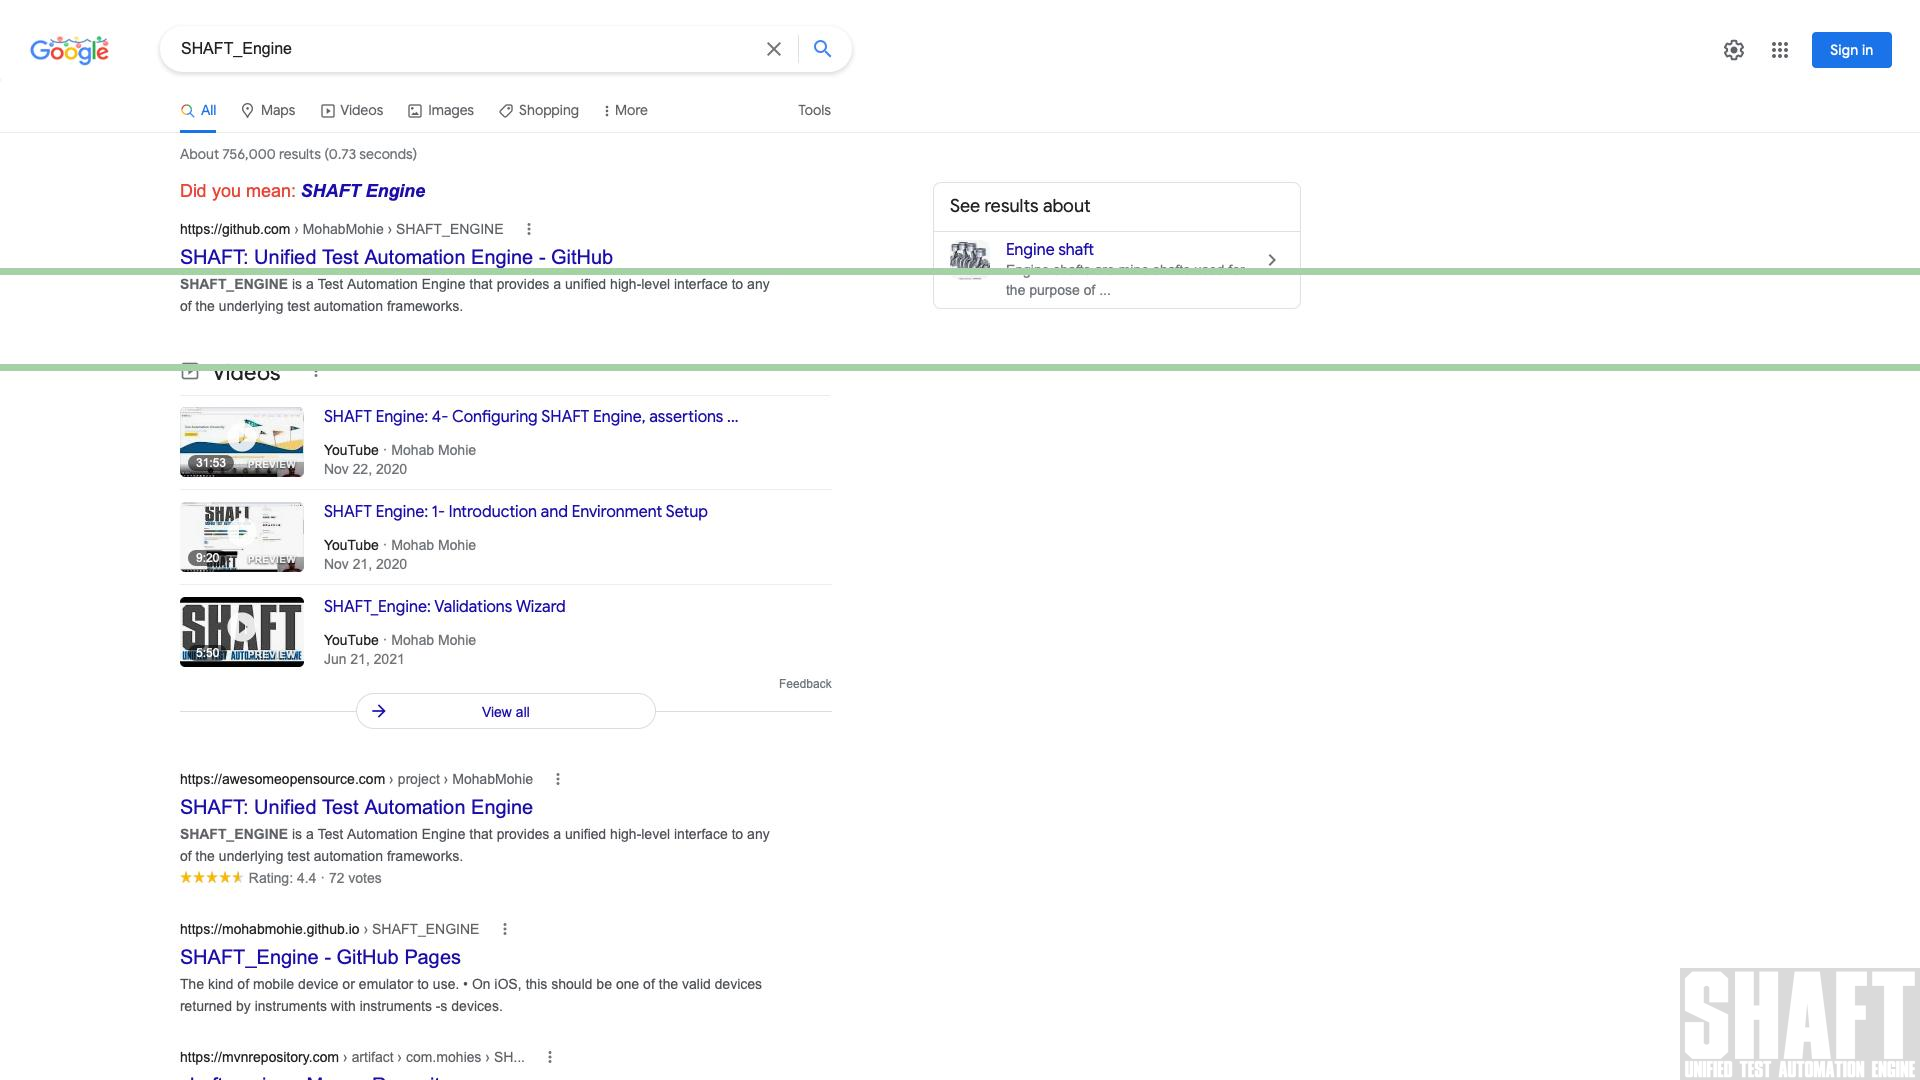 Google
SHAFT_Engine
Sign in
All
Maps
Videos
Images
Shopping
More
Tools
About 756,000 results (0.73 seconds)
Did you mean: SHAFT Engine
https://github.com › MohabMohie › SHAFT_ENGINE
SHAFT: Unified Test Automation Engine - GitHub
SHAFT_ENGINE is a Test Automation Engine that provides a unified high-level interface to any
of the underlying test automation frameworks.
See results about
Engine shaft
Engine shafts are mine shafts used for
the purpose of ...
Videos
SHAFT Engine: 4- Configuring SHAFT Engine, assertions ...
31:53
PREVIEW
YouTube · Mohab Mohie
Nov 22, 2020
SHAFT Engine: 1- Introduction and Environment Setup
SHAFT
9:20
PREVIEW
YouTube · Mohab Mohie
Nov 21, 2020
SHAFT_Engine: Validations Wizard
SHAFT
5:50
PREVIEW
YouTube · Mohab Mohie
Jun 21, 2021
Feedback
View all
https://awesomeopensource.com › project › MohabMohie
SHAFT: Unified Test Automation Engine
SHAFT_ENGINE is a Test Automation Engine that provides a unified high-level interface to any
of the underlying test automation frameworks.
Rating: 4.4 · 72 votes
https://mohabmohie.github.io › SHAFT_ENGINE
SHAFT_Engine - GitHub Pages
The kind of mobile device or emulator to use. • On iOS, this should be one of the valid devices
returned by instruments with instruments -s devices.
https://mvnrepository.com › artifact › com.mohies › SH...
SHAFT
UNIFIED TEST AUTOMATION ENGINE